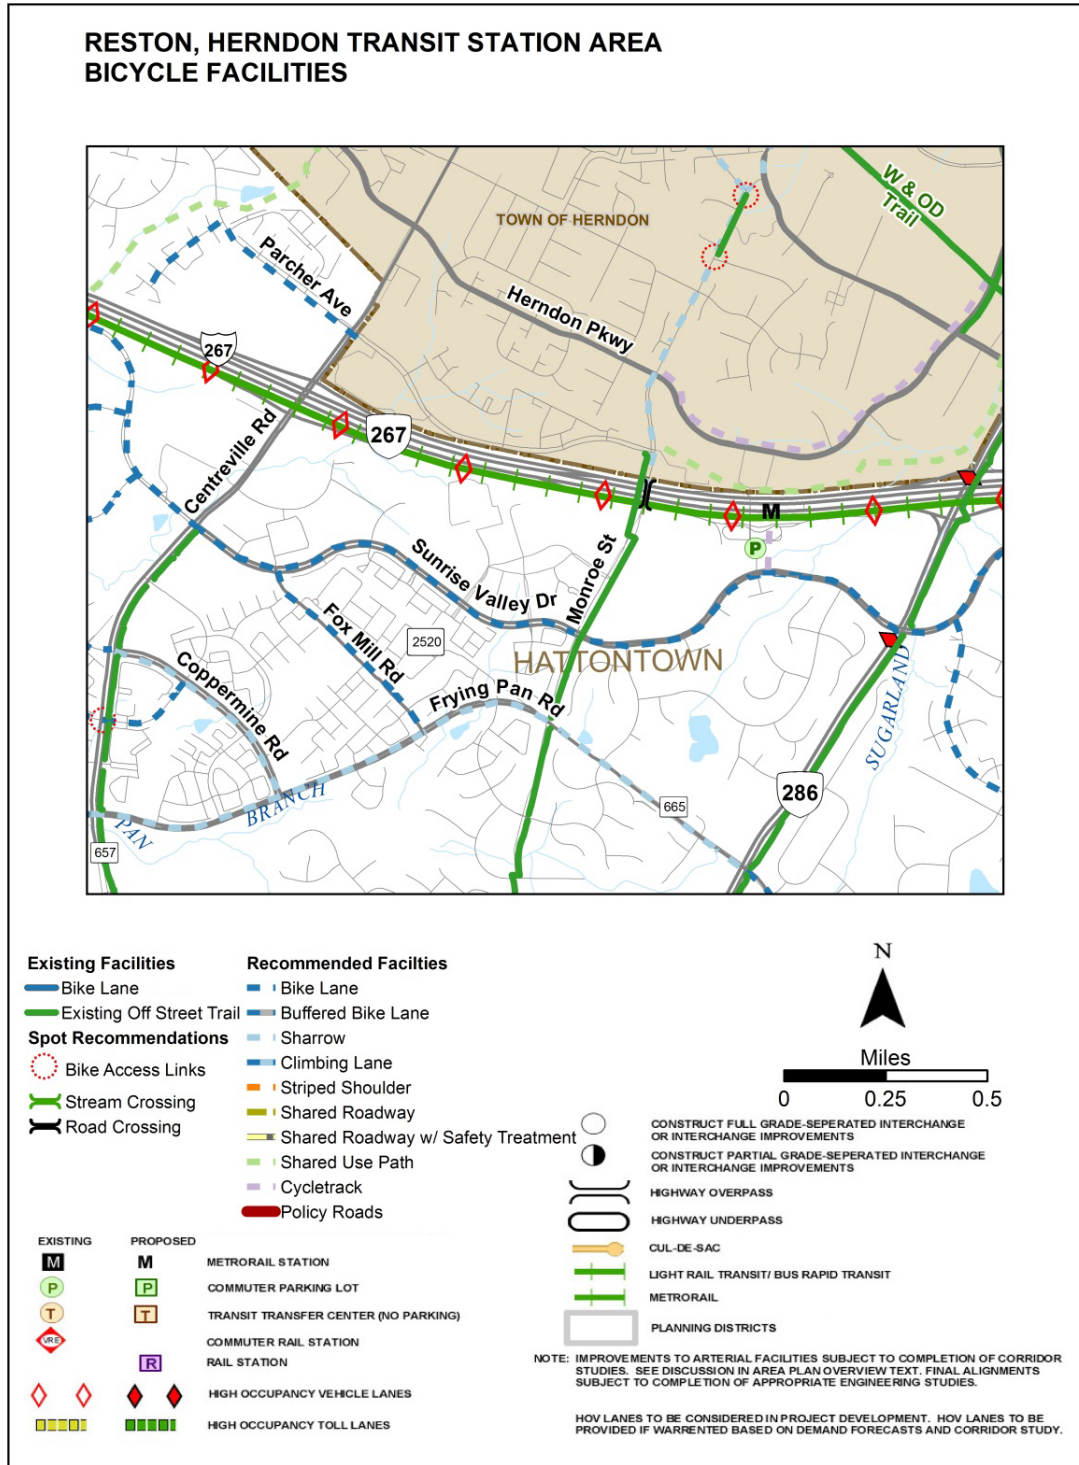 RESTON, HERNDON TRANSIT STATION AREA
BICYCLE FACILITIES
W & OD
Trail
TOWN OF HERNDON
Parcher Ave
Herndon Pkwy
267
267
Centreville Rd
M
P
Sunrise Valley Dr
Monroe St
Fox Mill Rd
2520
HATTONTOWN
Coppermine Rd
Frying Pan Rd
SUGARLAND
286
BRANCH
665
PAN
657
Existing Facilities
Bike Lane
Existing Off Street Trail
Spot Recommendations
Bike Access Links
Stream Crossing
Road Crossing
Recommended Facilties
Bike Lane
Buffered Bike Lane
Sharrow
Climbing Lane
Striped Shoulder
Shared Roadway
Shared Roadway w/ Safety Treatment
Shared Use Path
Cycletrack
Policy Roads
N
Miles
0 0.25 0.5
CONSTRUCT FULL GRADE-SEPERATED INTERCHANGE
OR INTERCHANGE IMPROVEMENTS
CONSTRUCT PARTIAL GRADE-SEPERATED INTERCHANGE
OR INTERCHANGE IMPROVEMENTS
HIGHWAY OVERPASS
HIGHWAY UNDERPASS
CUL-DE-SAC
LIGHT RAIL TRANSIT/ BUS RAPID TRANSIT
METRORAIL
PLANNING DISTRICTS
EXISTING PROPOSED
M M METRORAIL STATION
P P COMMUTER PARKING LOT
T T TRANSIT TRANSFER CENTER (NO PARKING)
VRE COMMUTER RAIL STATION
R RAIL STATION
HIGH OCCUPANCY VEHICLE LANES
HIGH OCCUPANCY TOLL LANES
NOTE: IMPROVEMENTS TO ARTERIAL FACILITIES SUBJECT TO COMPLETION OF CORRIDOR
STUDIES. SEE DISCUSSION IN AREA PLAN OVERVIEW TEXT. FINAL ALIGNMENTS
SUBJECT TO COMPLETION OF APPROPRIATE ENGINEERING STUDIES.
HOV LANES TO BE CONSIDERED IN PROJECT DEVELOPMENT. HOV LANES TO BE
PROVIDED IF WARRENTED BASED ON DEMAND FORECASTS AND CORRIDOR STUDY.